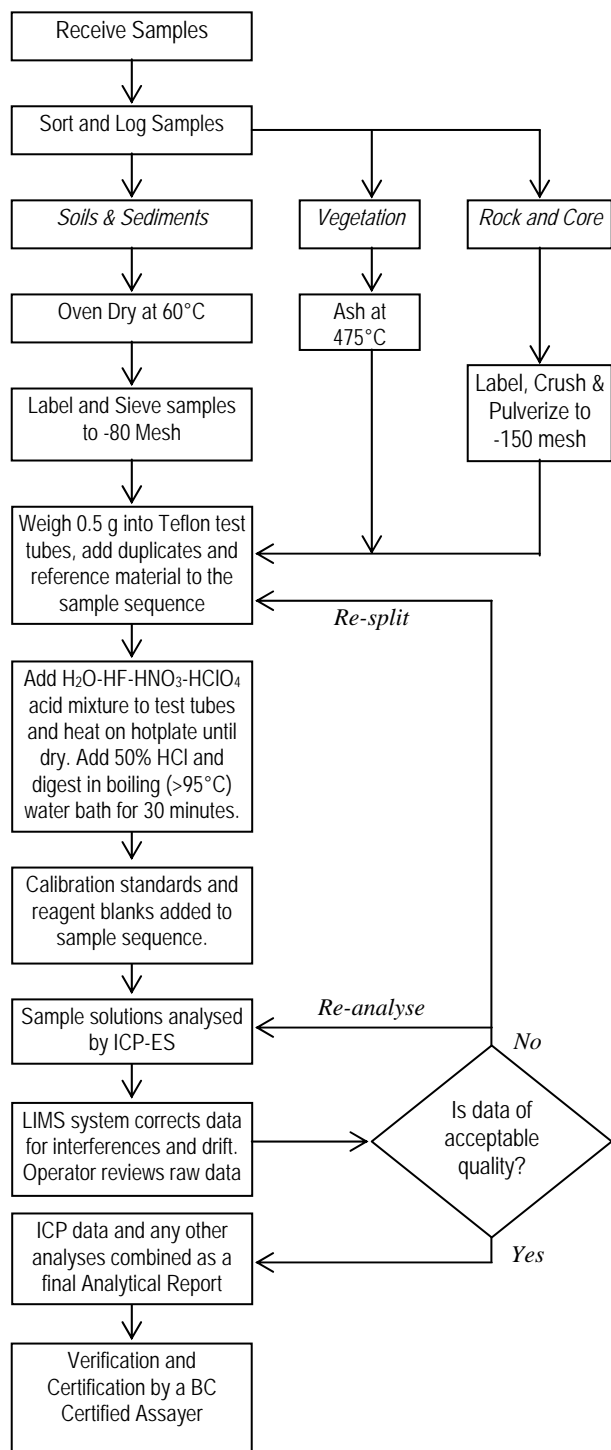 Receive Samples
Sort and Log Samples
Soils & Sediments
Vegetation
Rock and Core
Oven Dry at 60°C
Ash at
475°C
Label and Sieve samples
to -80 Mesh
Label, Crush &
Pulverize to
-150 mesh
Weigh 0.5 g into Teflon test
tubes, add duplicates and
reference material to the
sample sequence
Re-split
Add H₂O-HF-HNO₃-HClO₄
acid mixture to test tubes
and heat on hotplate until
dry. Add 50% HCl and
digest in boiling (>95°C)
water bath for 30 minutes.
Calibration standards and
reagent blanks added to
sample sequence.
Re-analyse
Sample solutions analysed
by ICP-ES
No
LIMS system corrects data
for interferences and drift.
Operator reviews raw data
Is data of
acceptable
quality?
Yes
ICP data and any other
analyses combined as a
final Analytical Report
Verification and
Certification by a BC
Certified Assayer